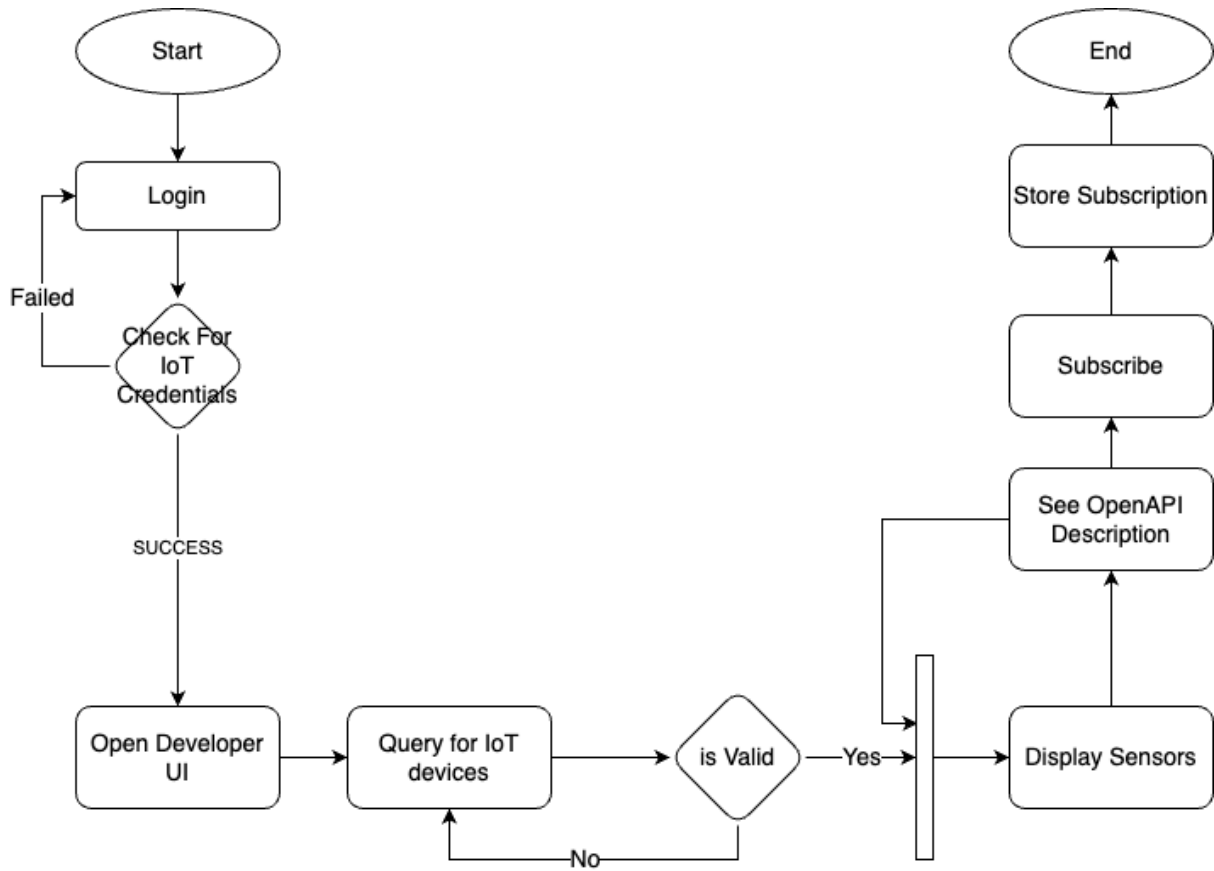 Start
Login
Failed
Check For
IoT
Credentials
SUCCESS
Open Developer
UI
Query for IoT
devices
is Valid
Yes
No
Display Sensors
See OpenAPI
Description
Subscribe
Store Subscription
End